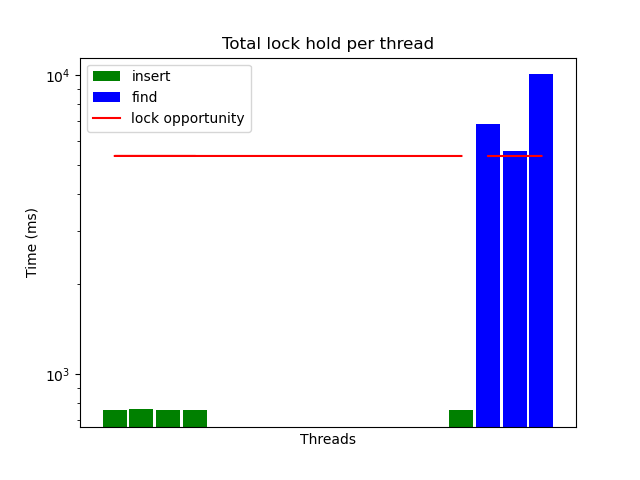 Total lock hold per thread
insert
find
lock opportunity
10⁴
10³
Time (ms)
Threads